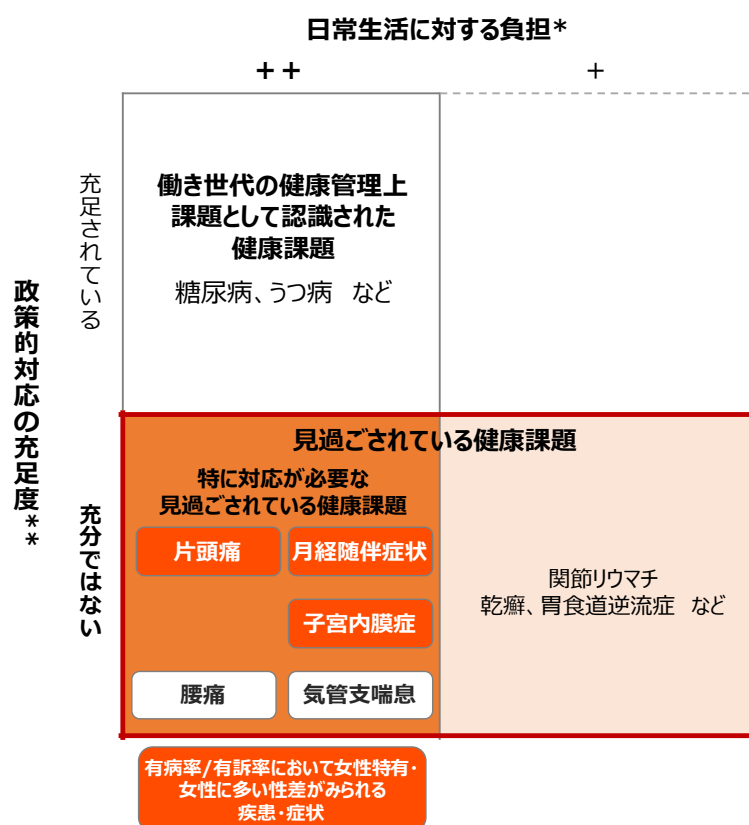 日常生活に対する負担*
++
+
政策的対応の充足度**
充足されている
働き世代の健康管理上
課題として認識された
健康課題
糖尿病、うつ病 など
充分ではない
見過ごされている健康課題
特に対応が必要な
見過ごされている健康課題
片頭痛
月経随伴症状
子宮内膜症
腰痛
気管支喘息
関節リウマチ
乾癬、胃食道逆流症 など
有病率/有訴率において女性特有・
女性に多い性差がみられる
疾患・症状